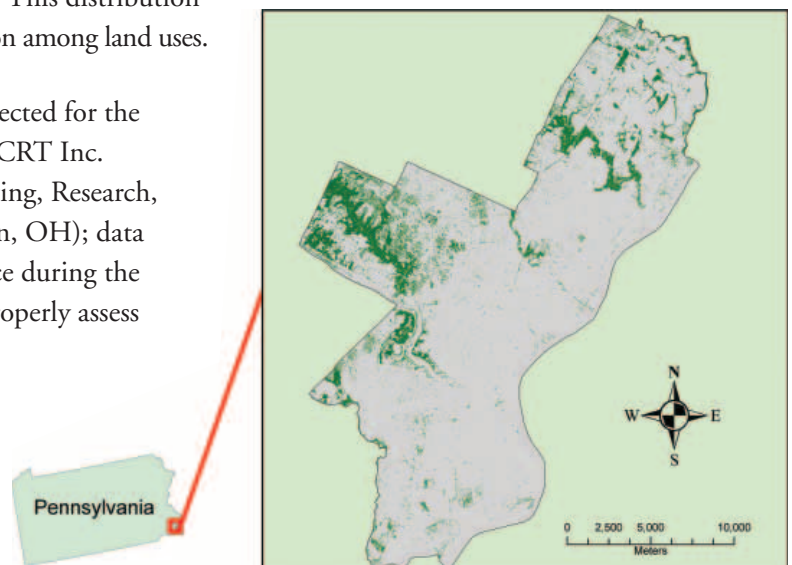 This distribution
on among land uses.
ected for the
CRT Inc.
ing, Research,
n, OH); data
ce during the
operly assess
Pennsylvania
N
W E
S
0 2,500 5,000 10,000
Meters